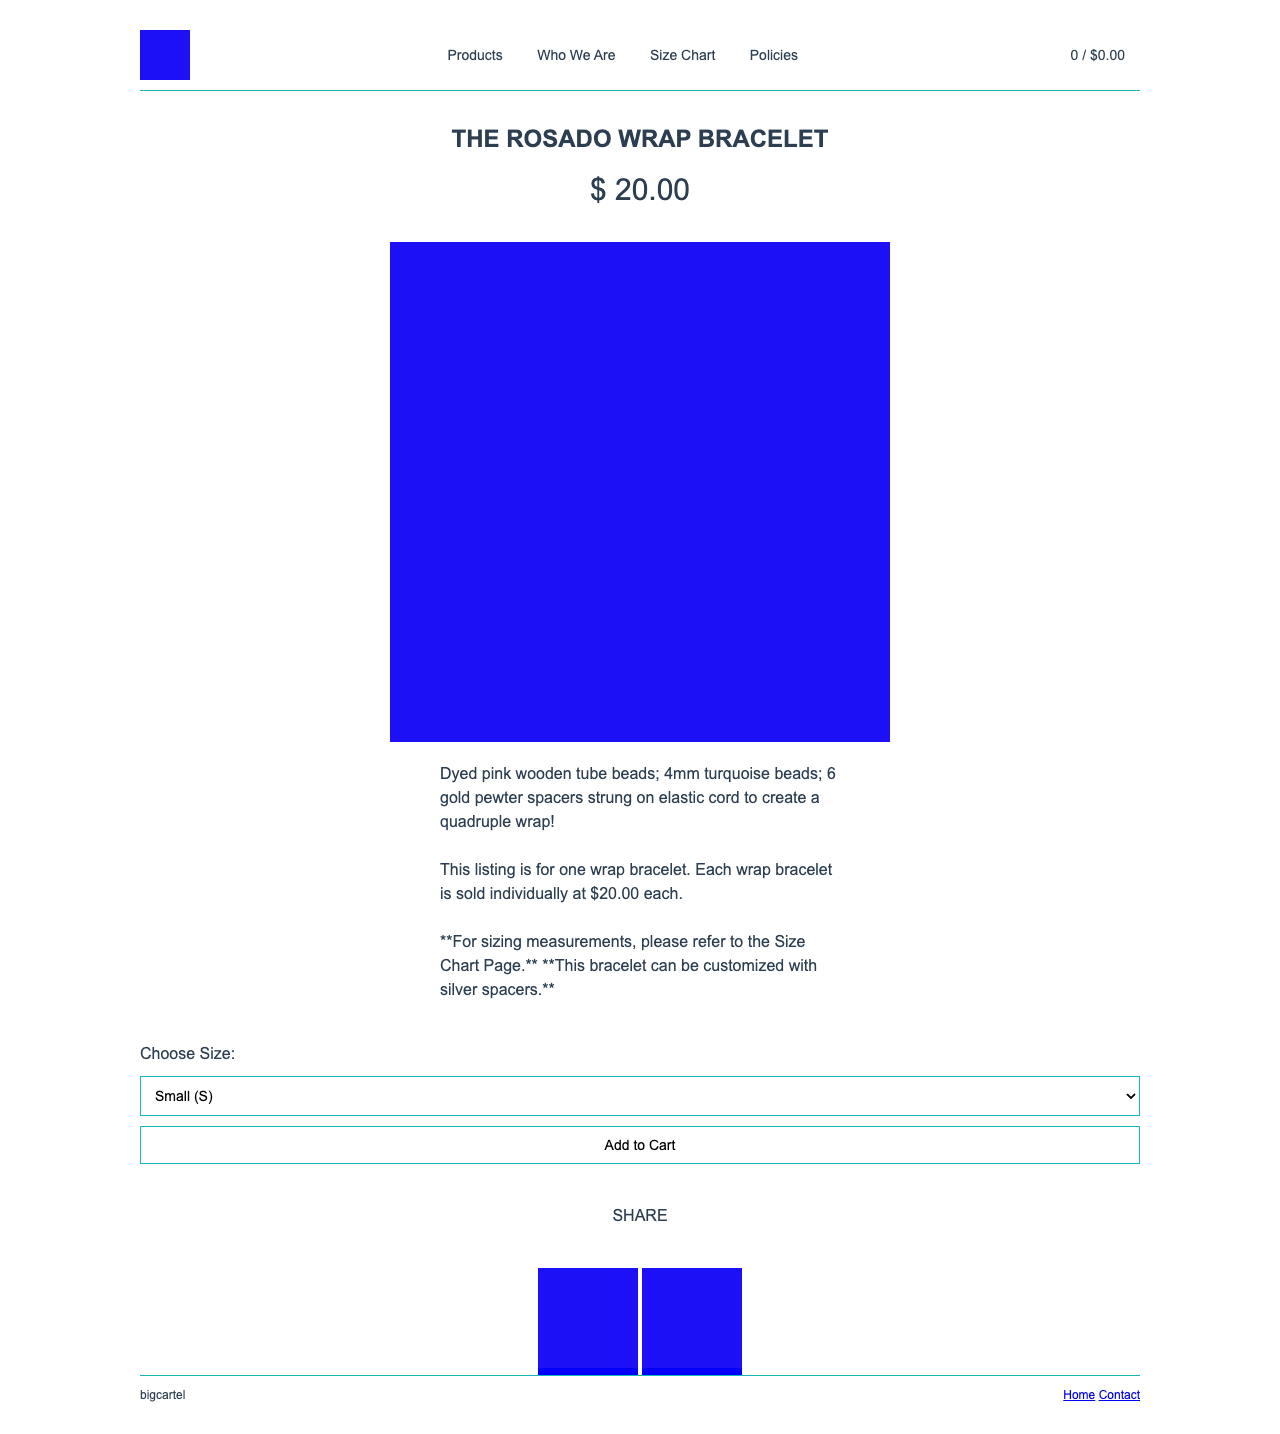 Products Who We Are Size Chart Policies 0 / $0.00
THE ROSADO WRAP BRACELET
$ 20.00
Dyed pink wooden tube beads; 4mm turquoise beads; 6
gold pewter spacers strung on elastic cord to create a
quadruple wrap!
This listing is for one wrap bracelet. Each wrap bracelet
is sold individually at $20.00 each.
**For sizing measurements, please refer to the Size
Chart Page.** **This bracelet can be customized with
silver spacers.**
Choose Size:
Small (S)
Add to Cart
SHARE
bigcartel Home Contact